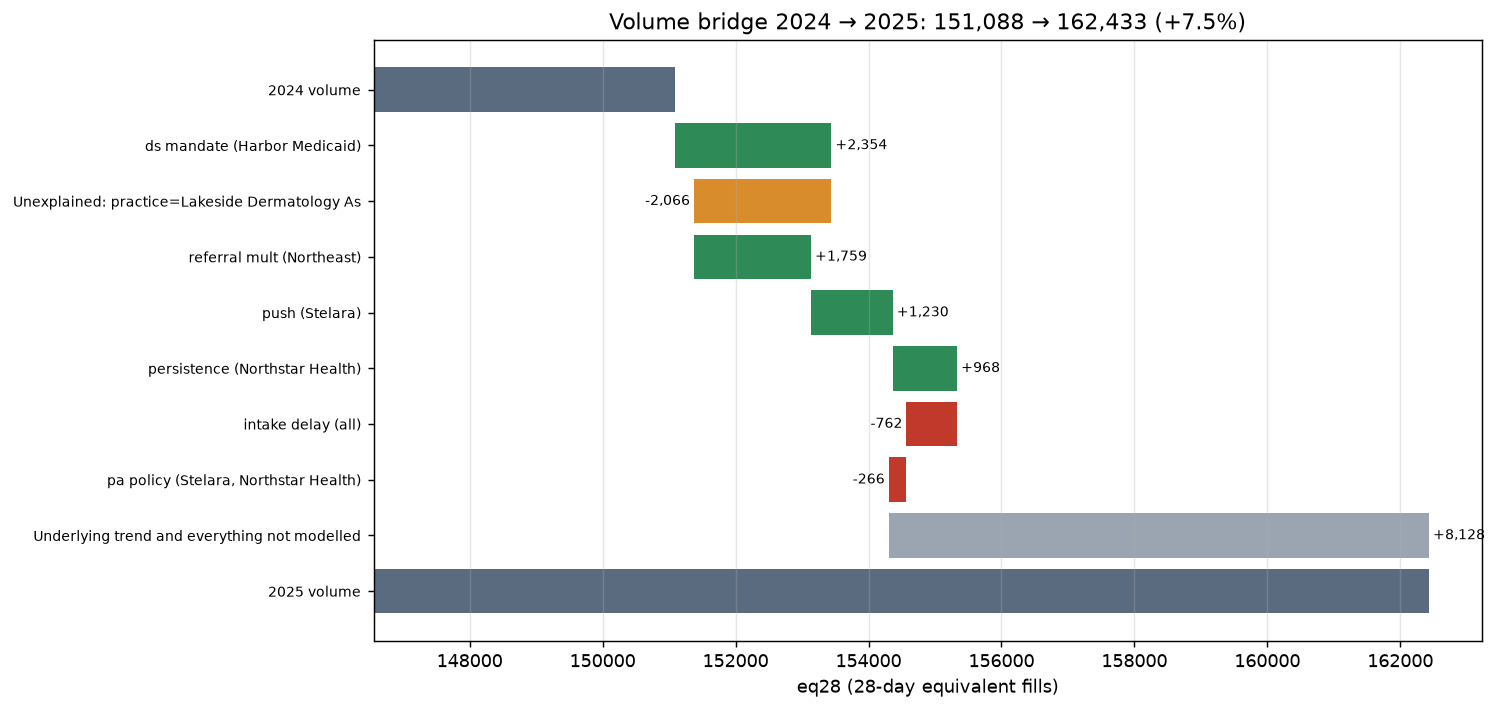 Volume bridge 2024 → 2025: 151,088 → 162,433 (+7.5%)
2024 volume
ds mandate (Harbor Medicaid)
+2,354
Unexplained: practice=Lakeside Dermatology As
-2,066
referral mult (Northeast)
+1,759
push (Stelara)
+1,230
persistence (Northstar Health)
+968
intake delay (all)
-762
pa policy (Stelara, Northstar Health)
-266
Underlying trend and everything not modelled
+8,128
2025 volume
148000 150000 152000 154000 156000 158000 160000 162000
eq28 (28-day equivalent fills)